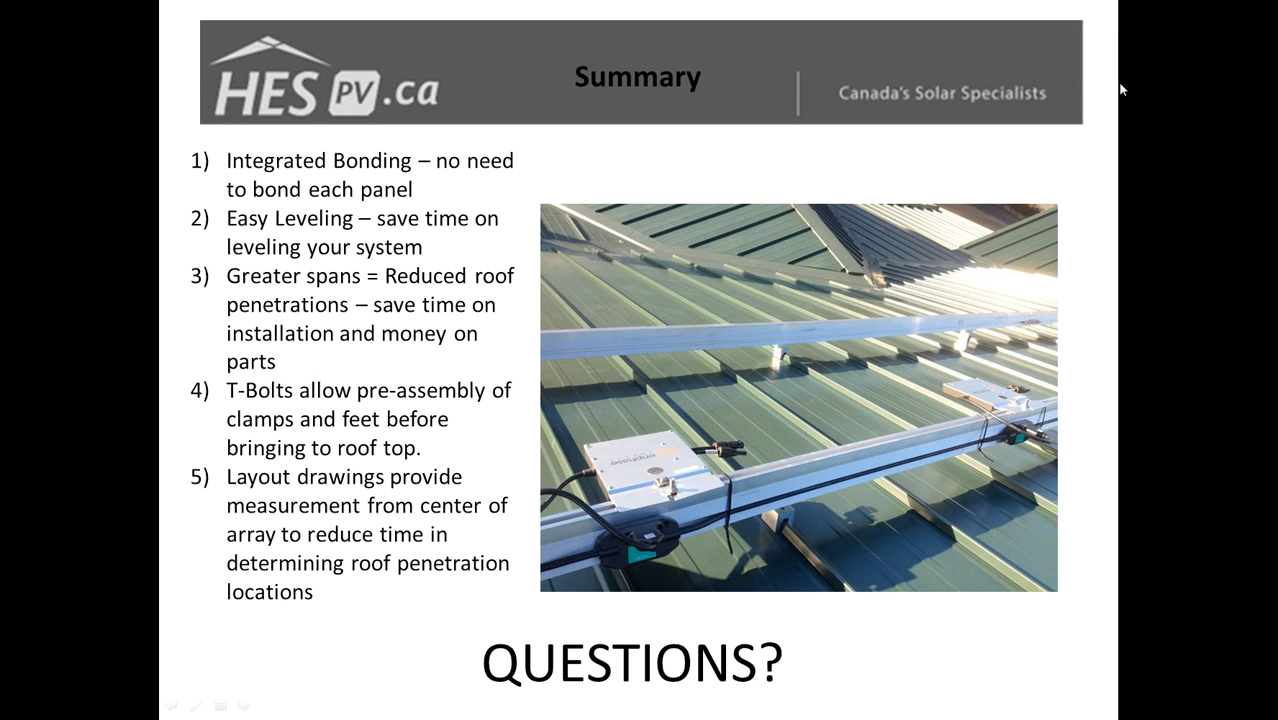 HES PV.ca
Summary
Canada's Solar Specialists
1) Integrated Bonding – no need
to bond each panel
2) Easy Leveling – save time on
leveling your system
3) Greater spans = Reduced roof
penetrations – save time on
installation and money on
parts
4) T-Bolts allow pre-assembly of
clamps and feet before
bringing to roof top.
5) Layout drawings provide
measurement from center of
array to reduce time in
determining roof penetration
locations
enphase
QUESTIONS?